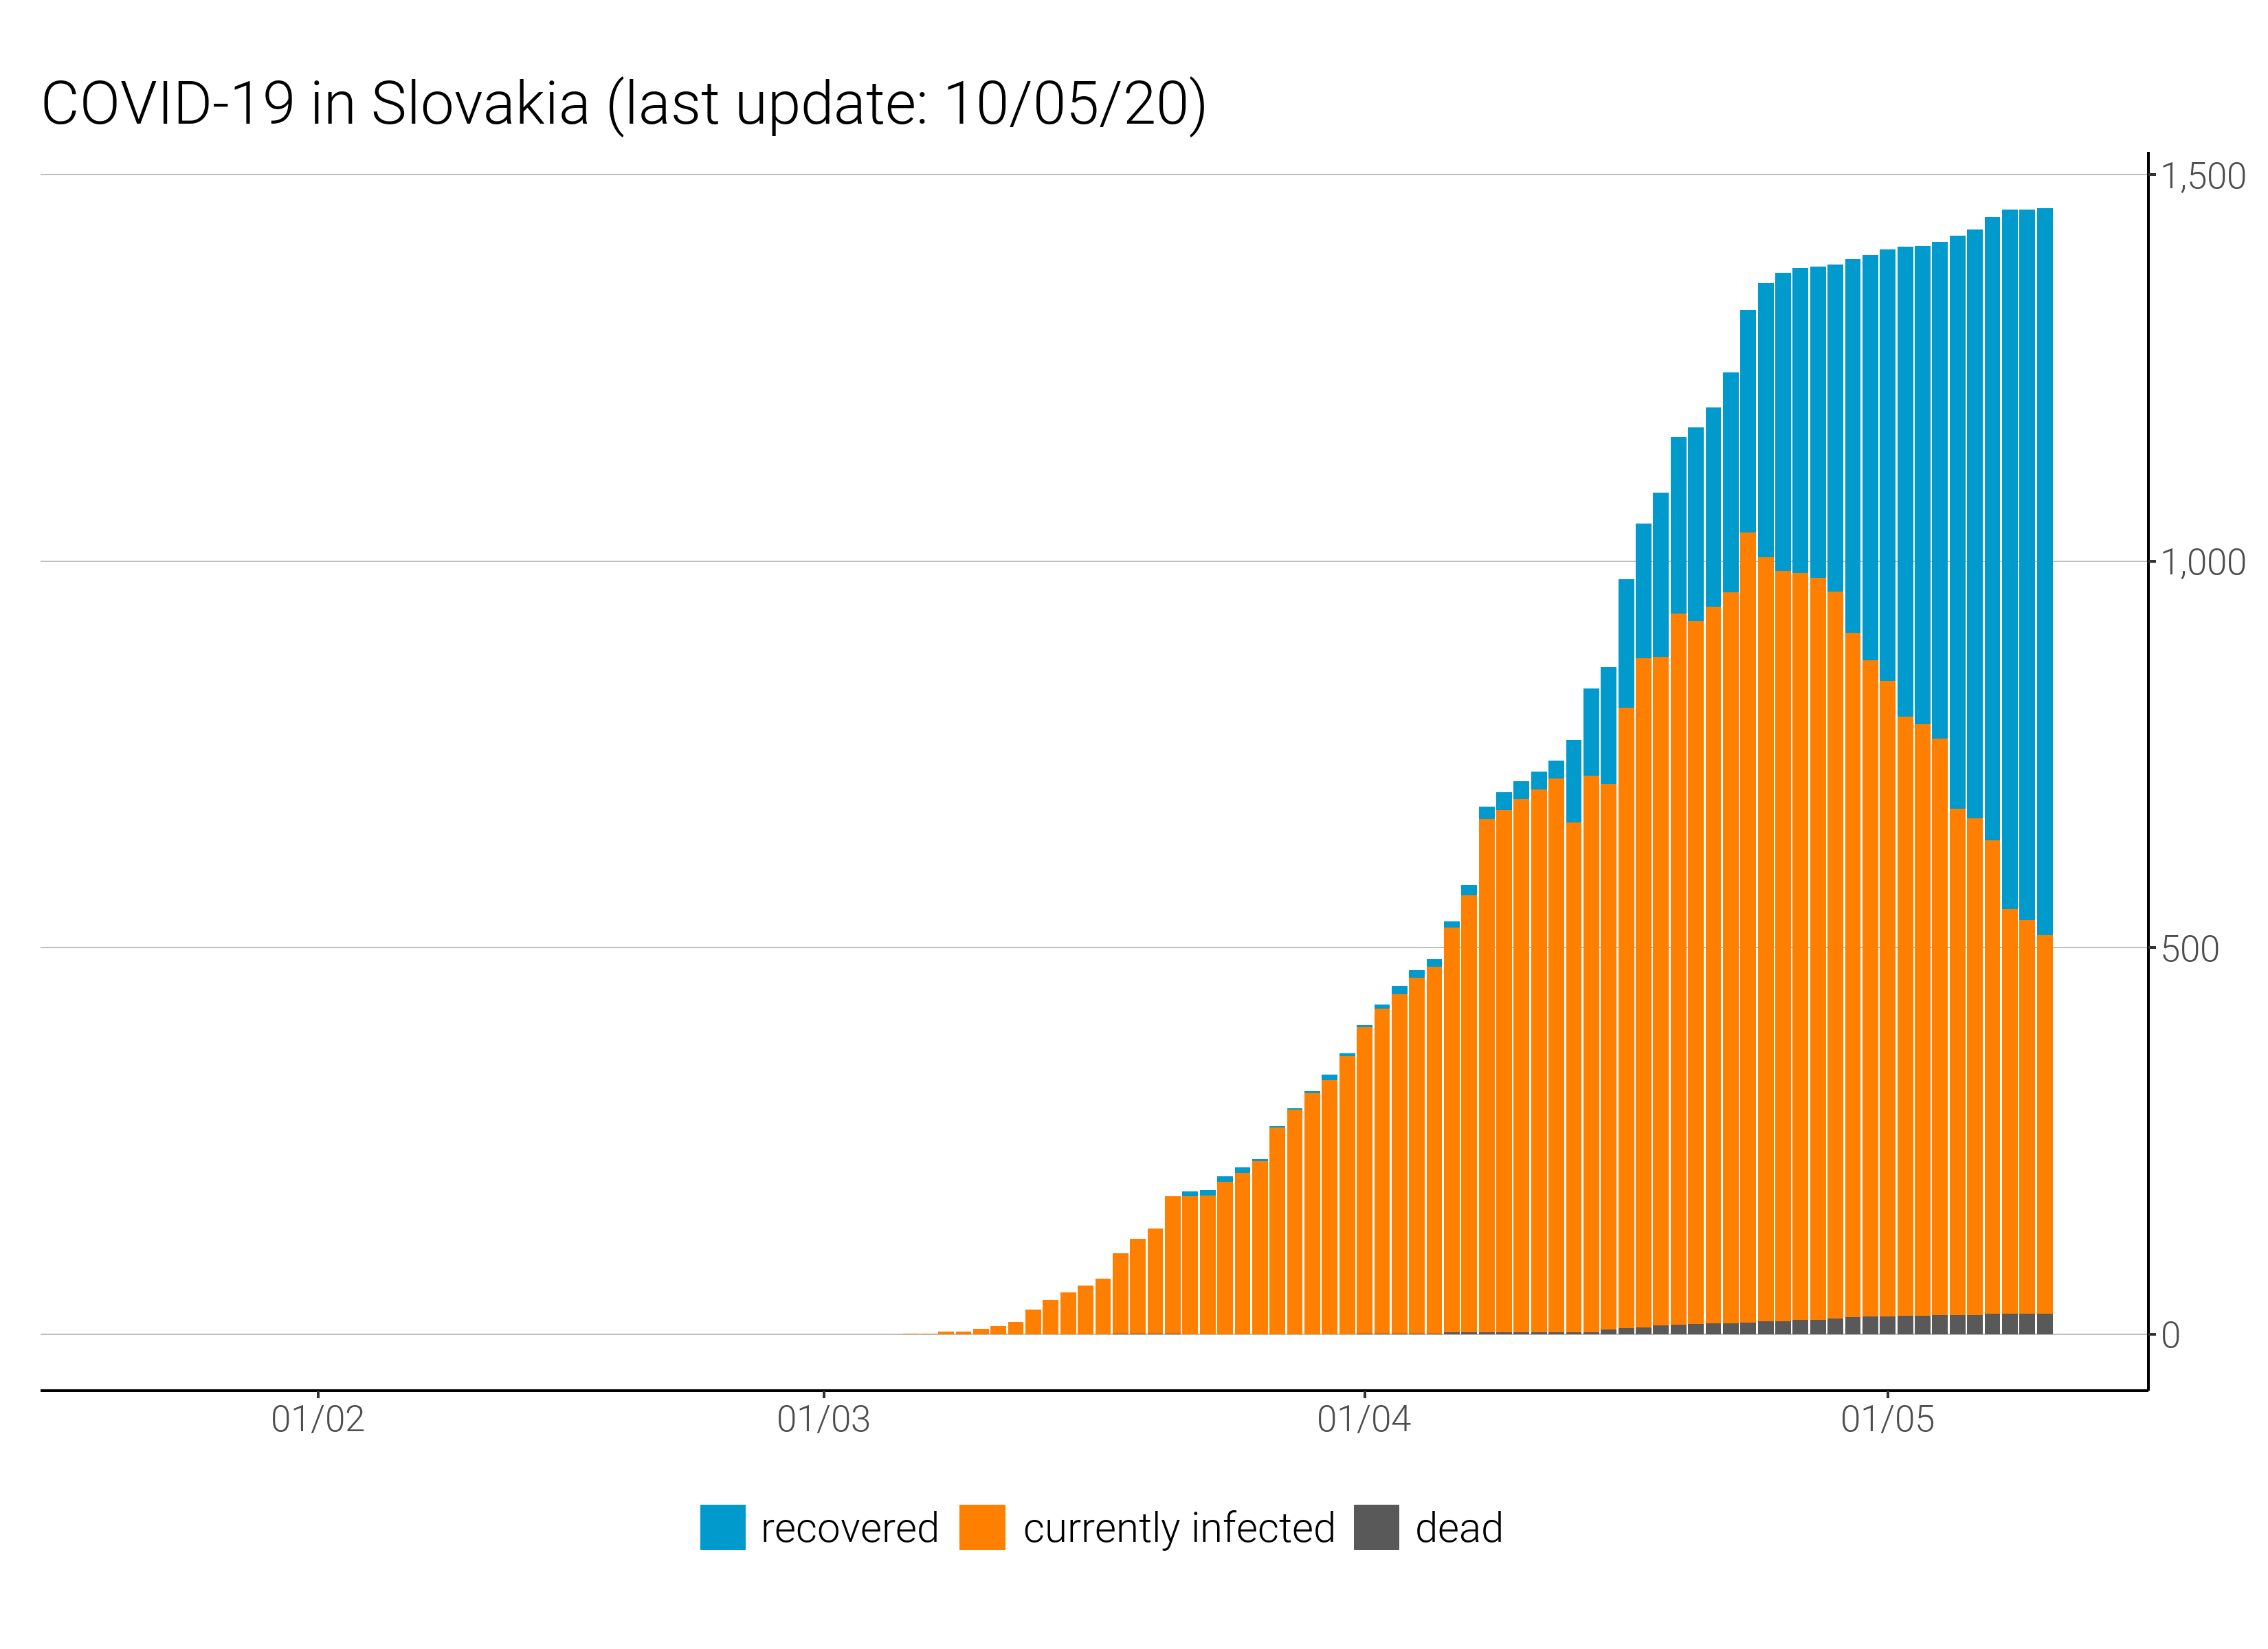 COVID-19 in Slovakia (last update: 10/05/20)
1,500
1,000
500
0
01/02 01/03 01/04 01/05
recovered currently infected dead